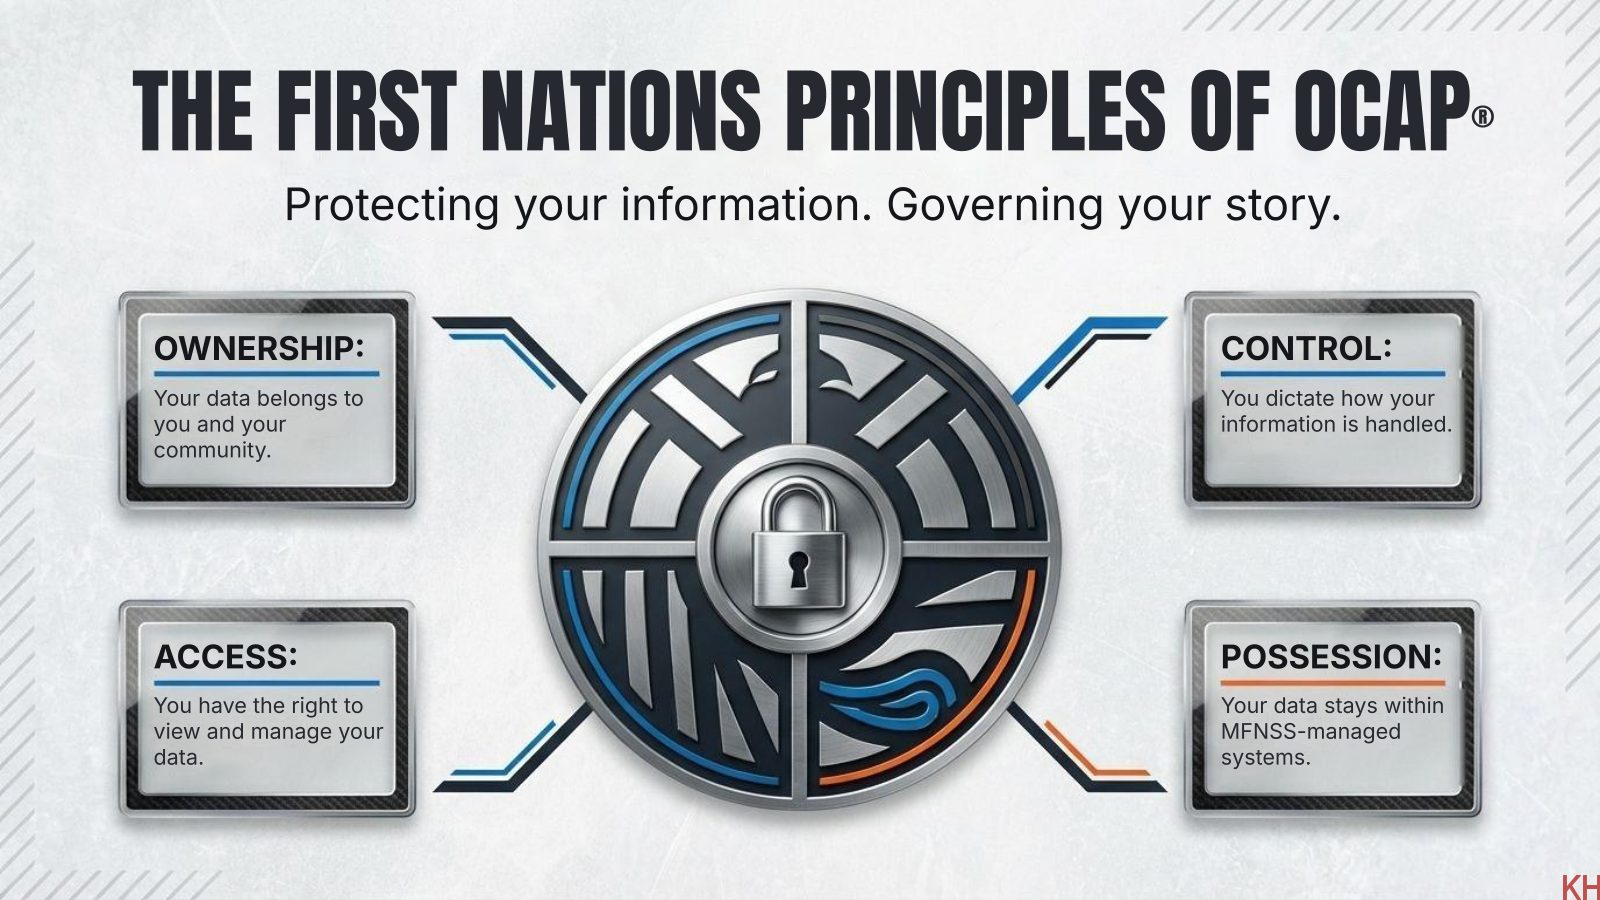 THE FIRST NATIONS PRINCIPLES OF OCAP®
Protecting your information. Governing your story.
OWNERSHIP:
Your data belongs to
you and your
community.
CONTROL:
You dictate how your
information is handled.
ACCESS:
You have the right to
view and manage your
data.
POSSESSION:
Your data stays within
MFNSS-managed
systems.
KH